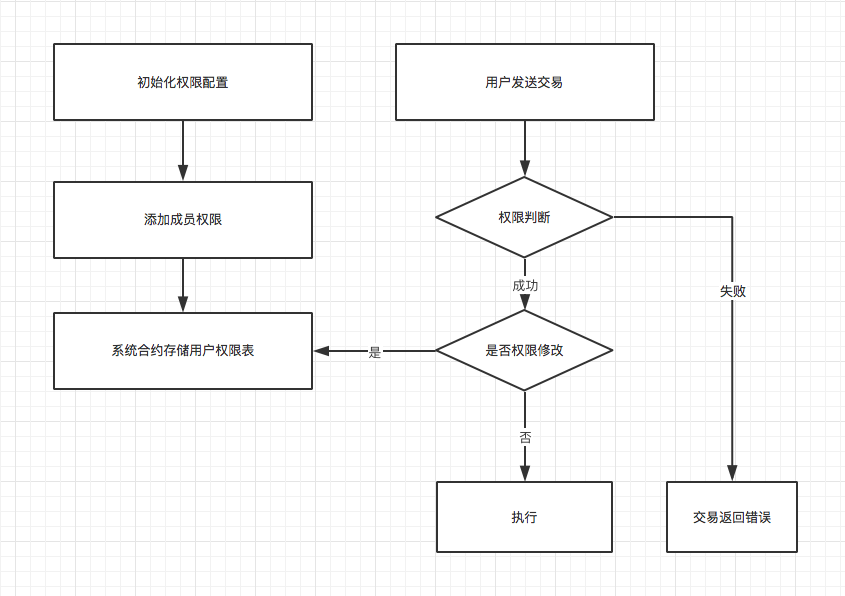 初始化权限配置
用户发送交易
添加成员权限
权限判断
成功
失败
系统合约存储用户权限表
是
是否权限修改
否
执行
交易返回错误